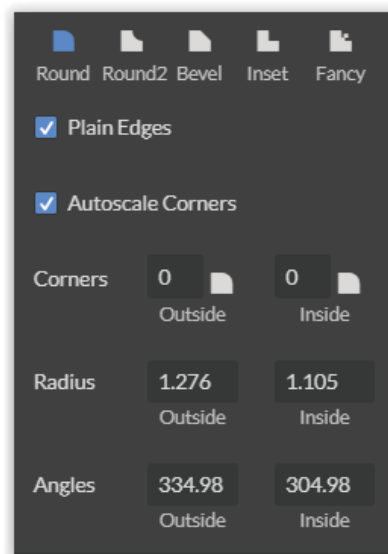 Round Round2 Bevel Inset Fancy
Plain Edges
Autoscale Corners
Corners 0 0
Outside Inside
Radius 1.276 1.105
Outside Inside
Angles 334.98 304.98
Outside Inside